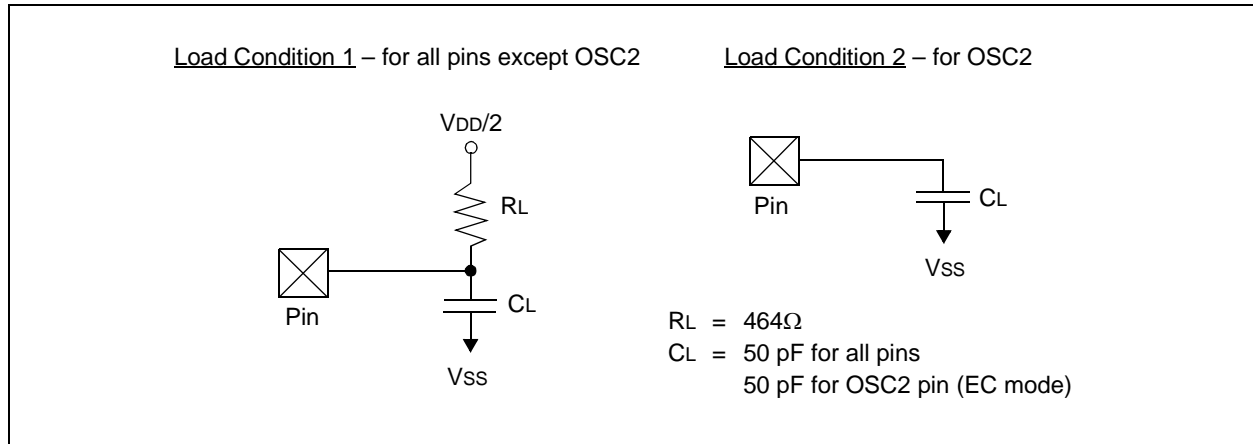 Load Condition 1 – for all pins except OSC2
Load Condition 2 – for OSC2
VDD/2
RL
Pin
CL
VSS
Pin
CL
VSS
RL = 464Ω
CL = 50 pF for all pins
50 pF for OSC2 pin (EC mode)